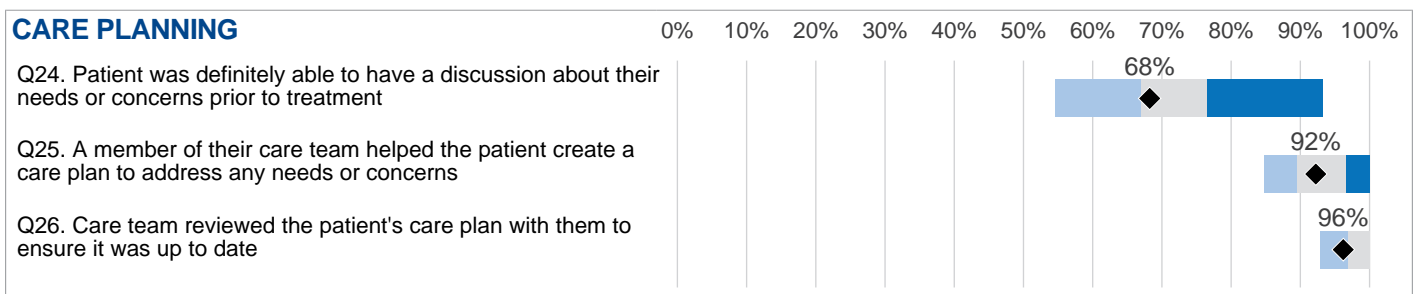 CARE PLANNING
0% 10% 20% 30% 40% 50% 60% 70% 80% 90% 100%
Q24. Patient was definitely able to have a discussion about their
needs or concerns prior to treatment
68%
Q25. A member of their care team helped the patient create a
care plan to address any needs or concerns
92%
Q26. Care team reviewed the patient's care plan with them to
ensure it was up to date
96%